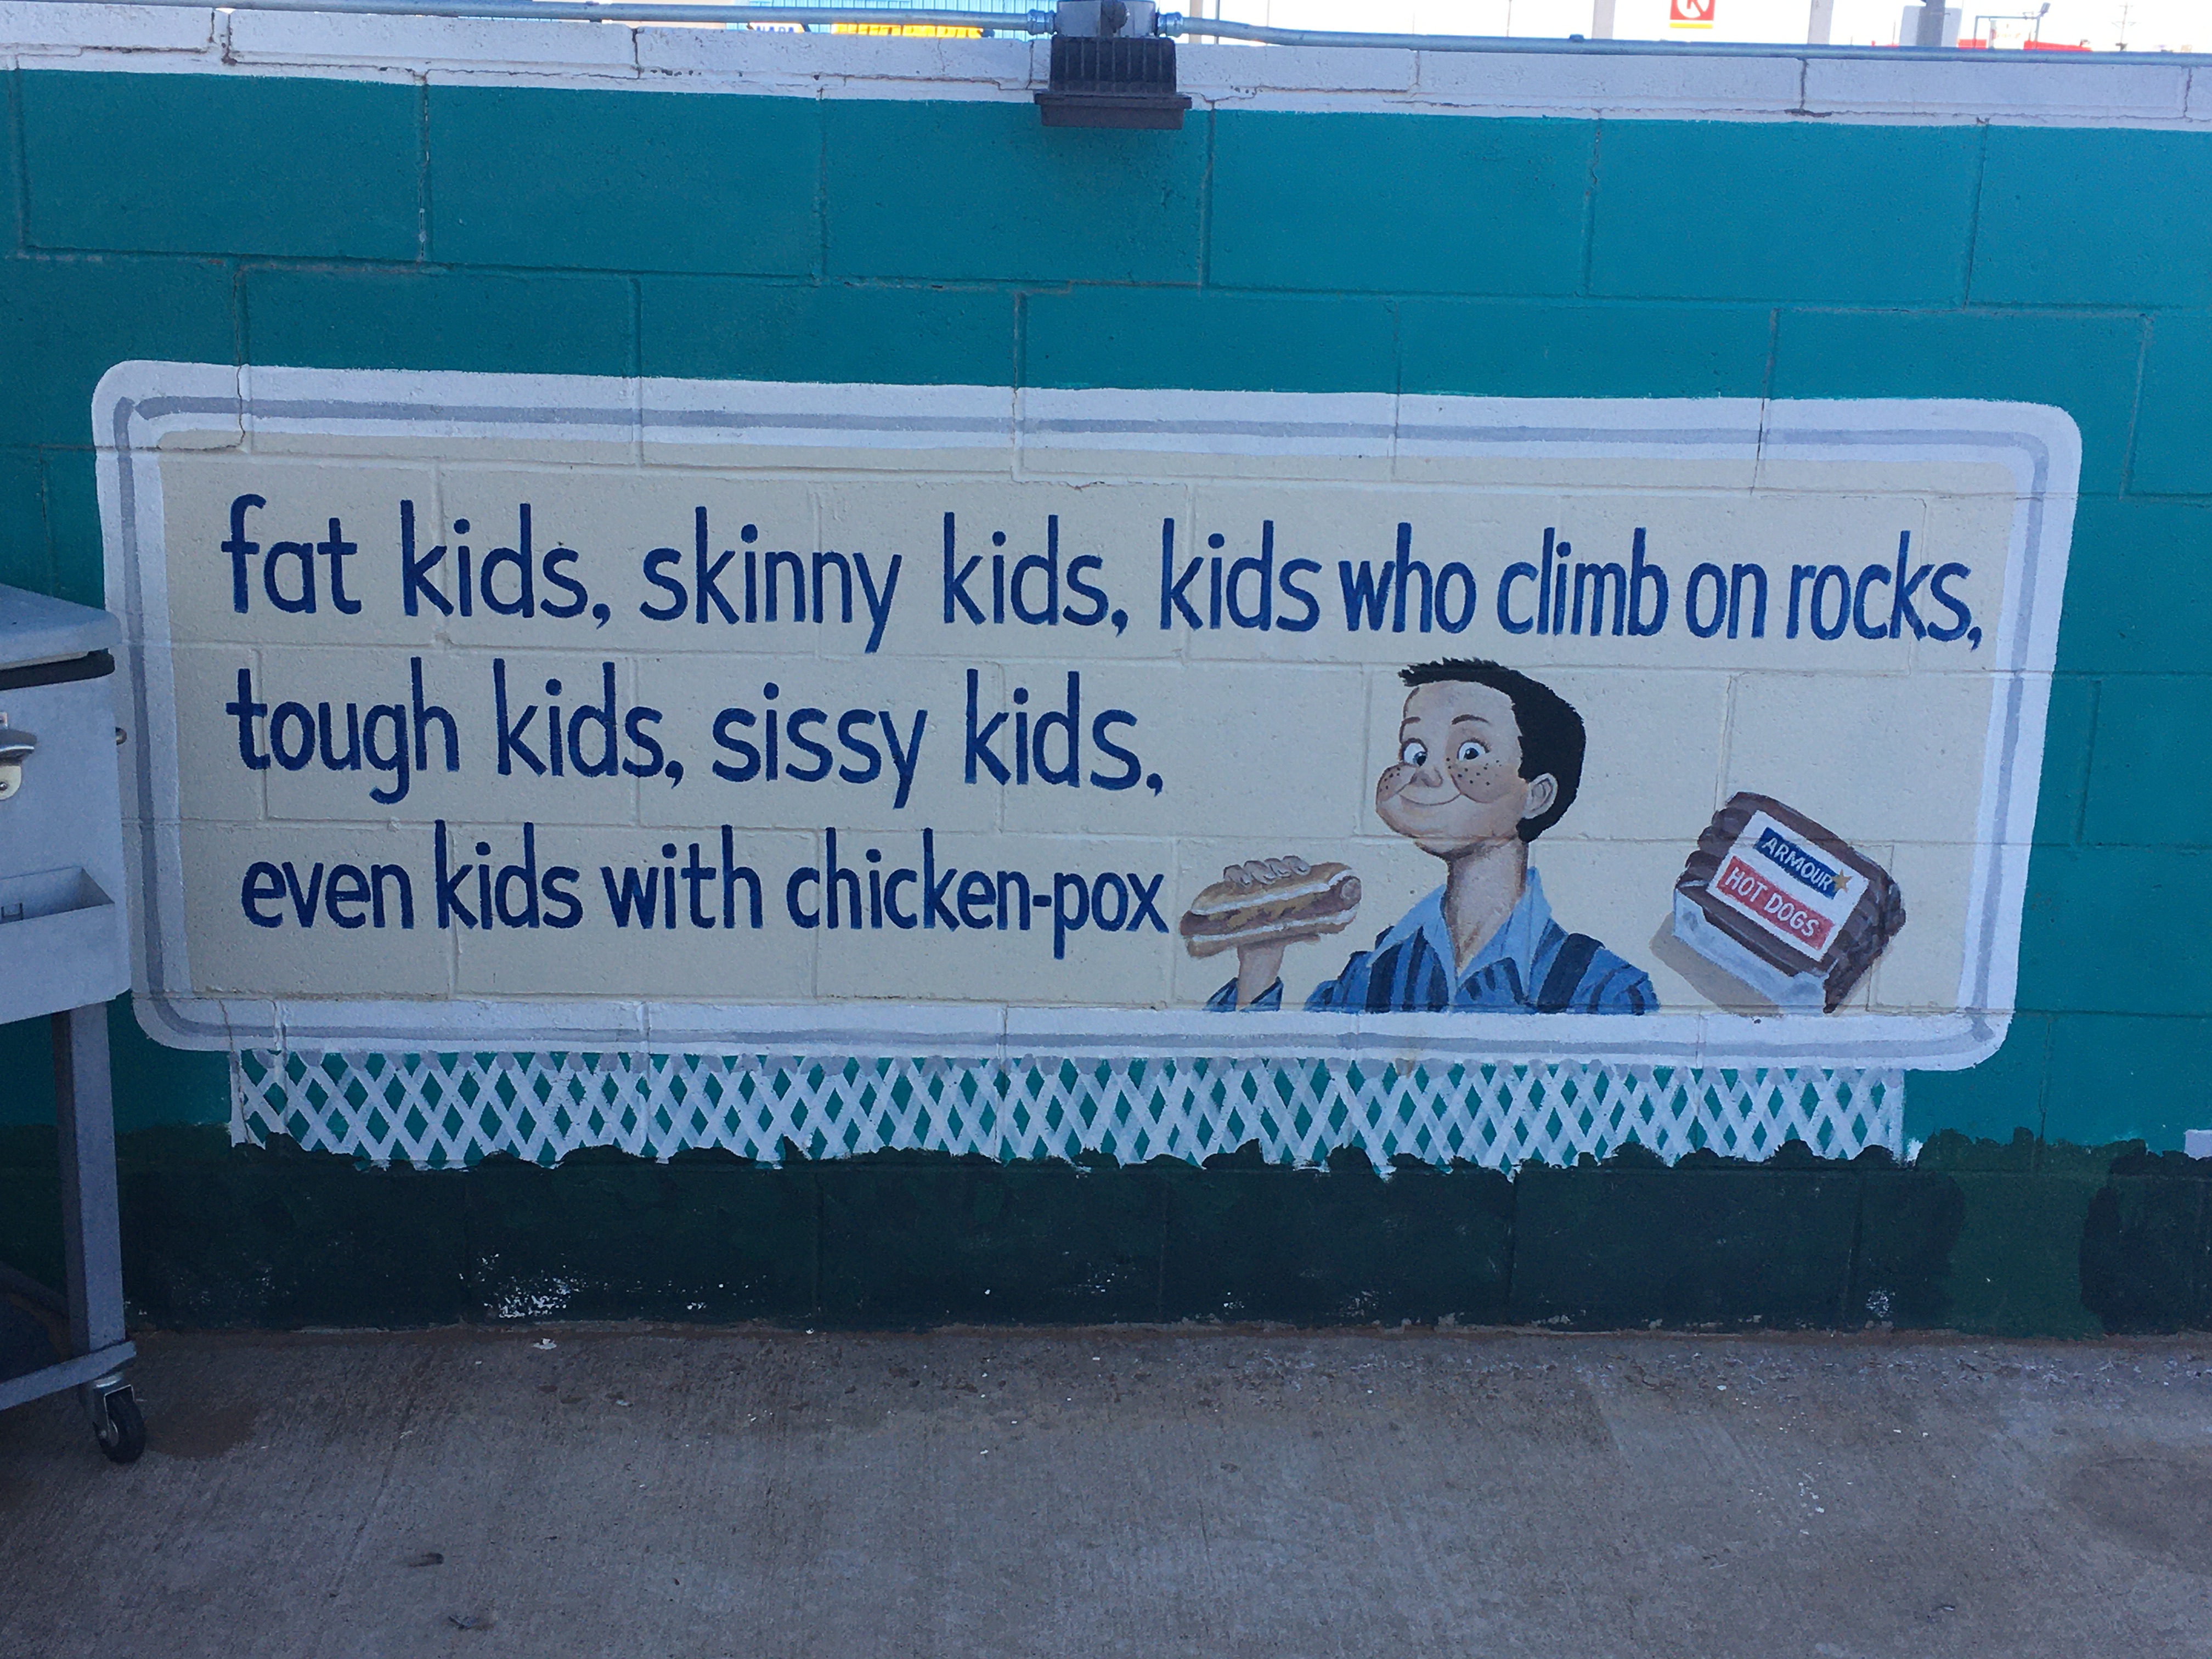 NAPA
K
fat kids, skinny kids, kids who climb on rocks,
tough kids, sissy kids,
even kids with chicken-pox
ARMOUR
HOT DOGS